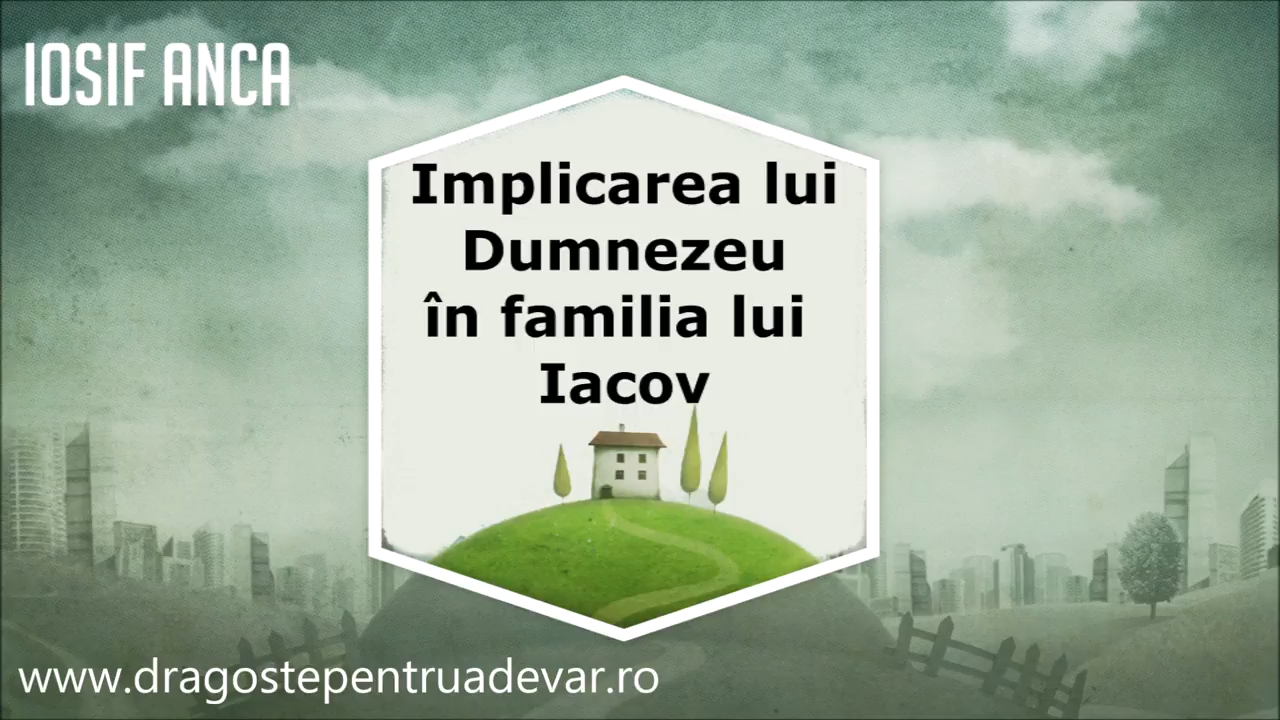 IOSIF ANCA
Implicarea lui
Dumnezeu
în familia lui
Iacov
www.dragostepentruadevar.ro